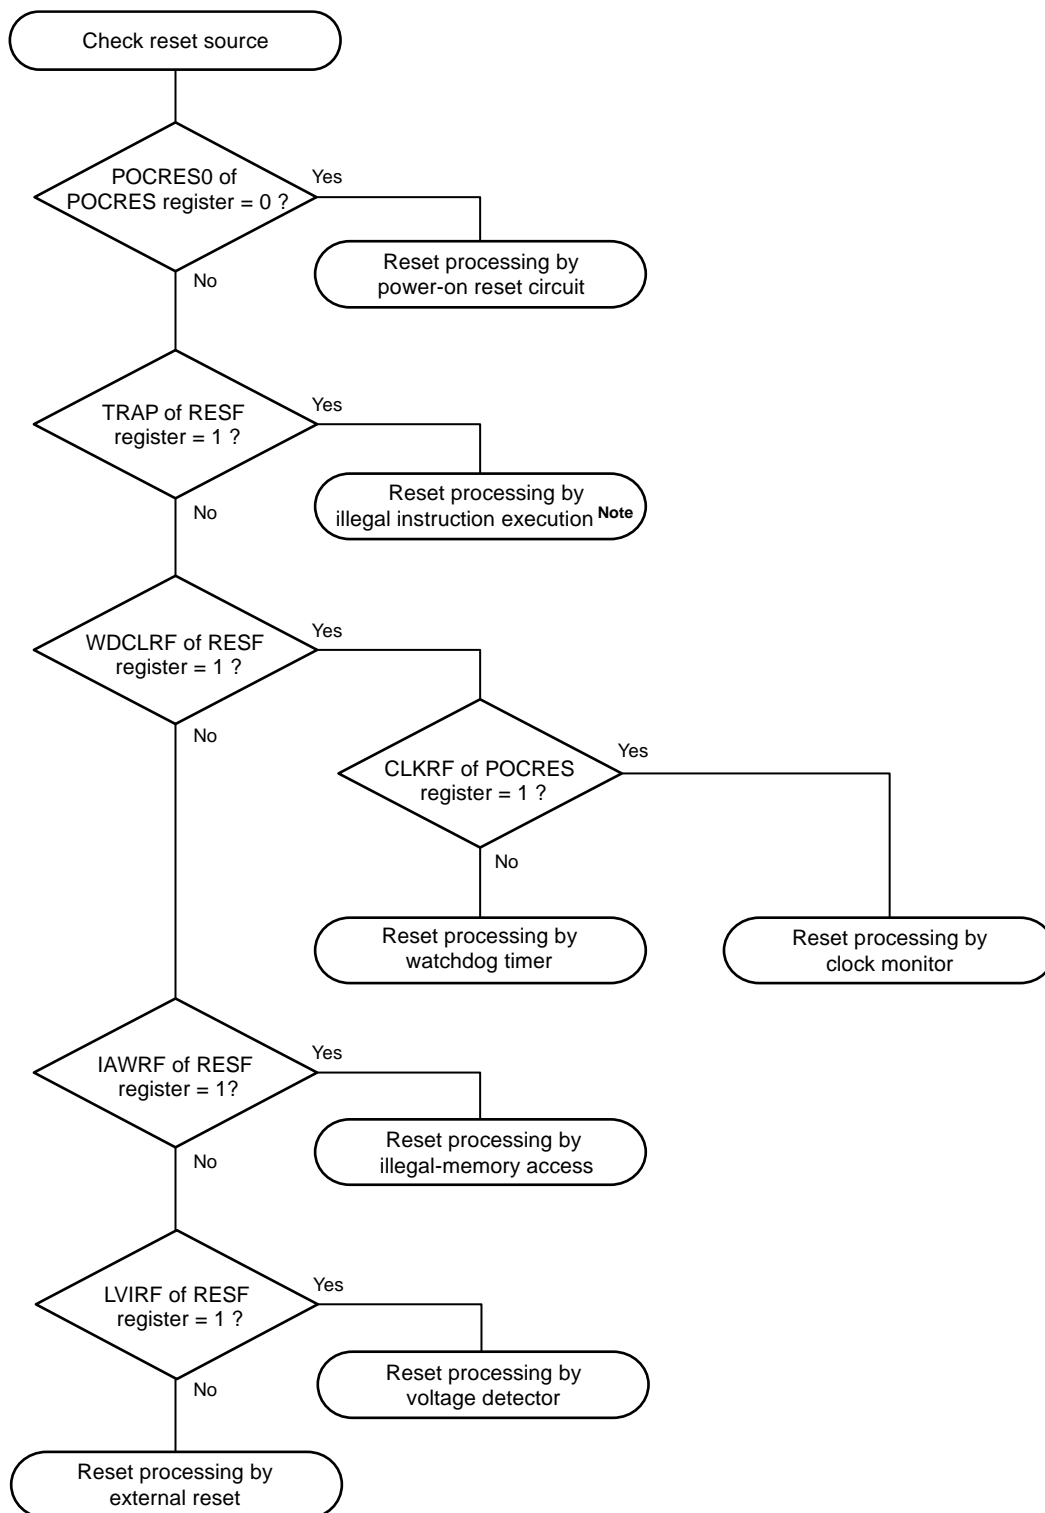 Check reset source
POCRES0 of
POCRES register = 0 ?
Yes
Reset processing by
power-on reset circuit
No
TRAP of RESF
register = 1 ?
Yes
Reset processing by
illegal instruction execution Note
No
WDCLRF of RESF
register = 1 ?
Yes
No
CLKRF of POCRES
register = 1 ?
Yes
No
Reset processing by
watchdog timer
Reset processing by
clock monitor
IAWRF of RESF
register = 1?
Yes
Reset processing by
illegal-memory access
No
LVIRF of RESF
register = 1 ?
Yes
Reset processing by
voltage detector
No
Reset processing by
external reset